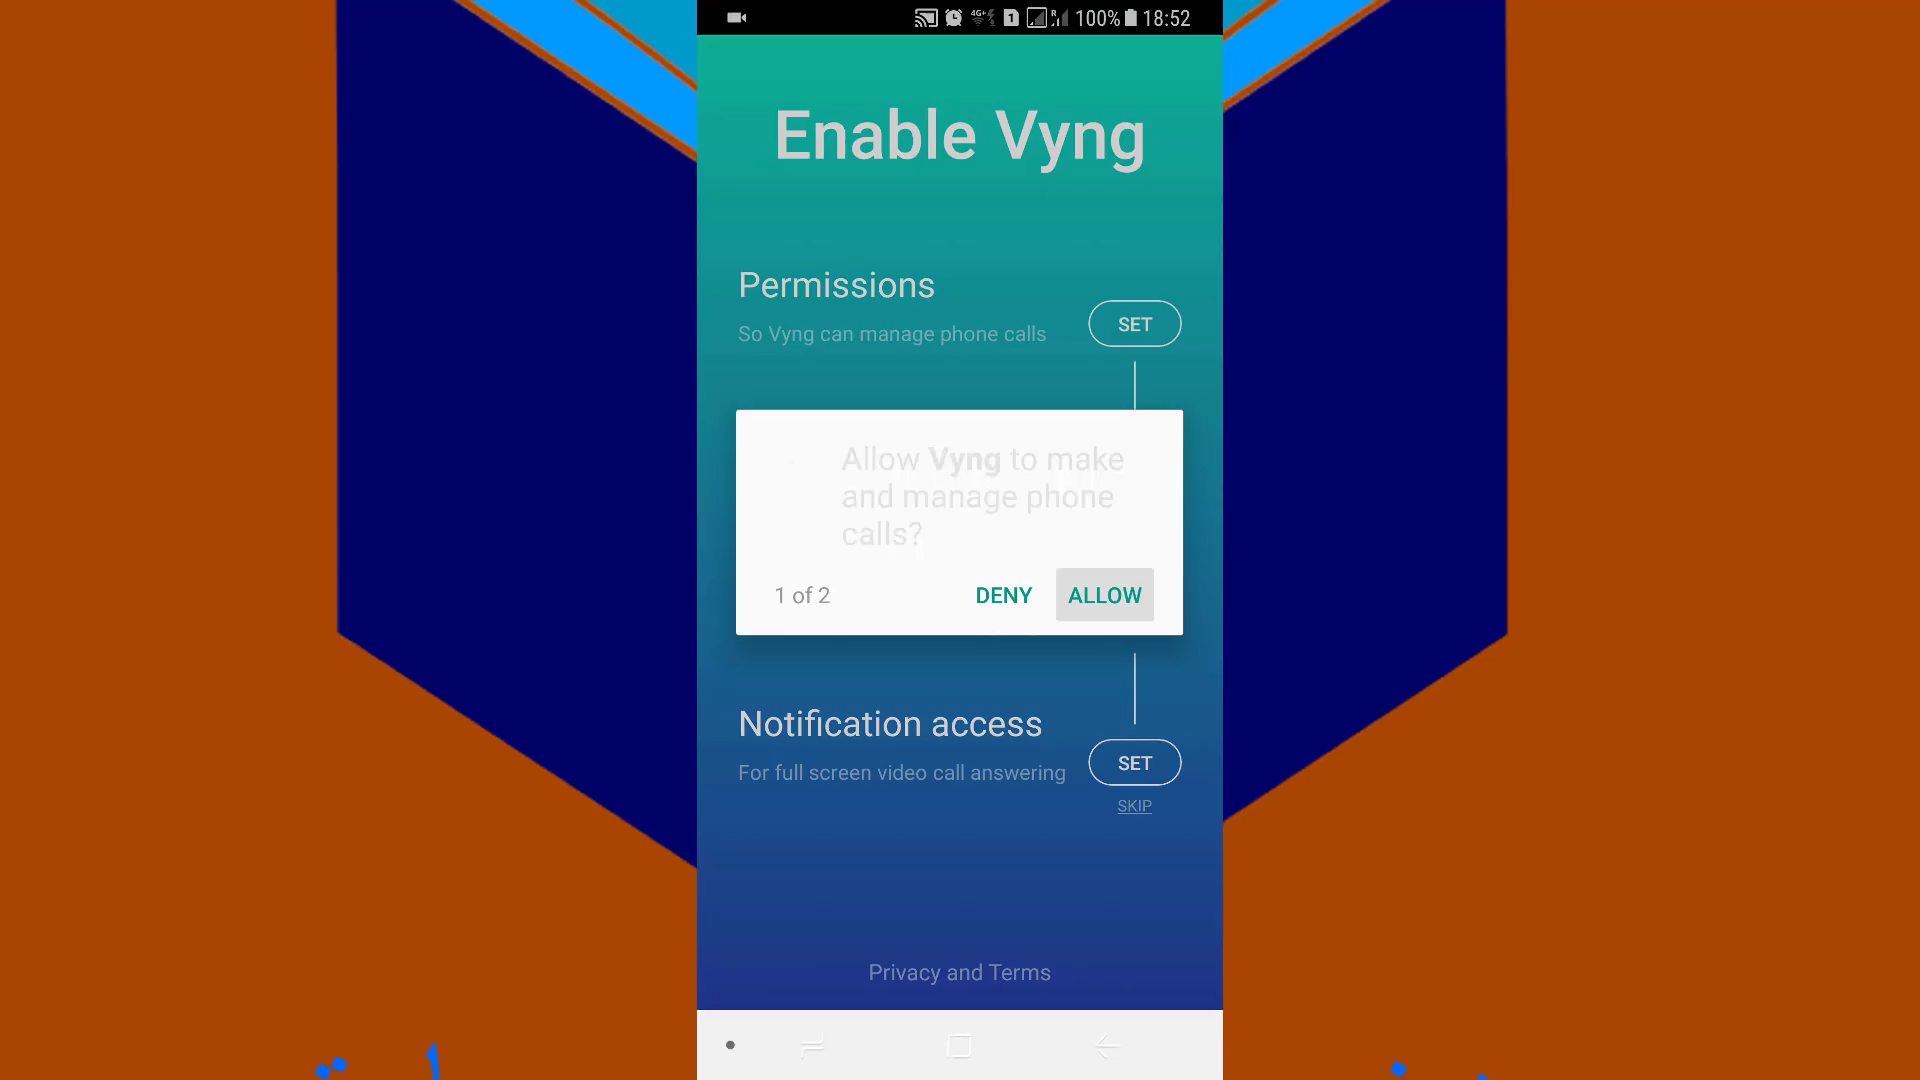 4G+ 1 R 100% 18:52
Enable Vyng
Permissions
So Vyng can manage phone calls
SET
Allow Vyng to make
and manage phone
calls?
1 of 2
DENY
ALLOW
Notification access
For full screen video call answering
SET
SKIP
Privacy and Terms